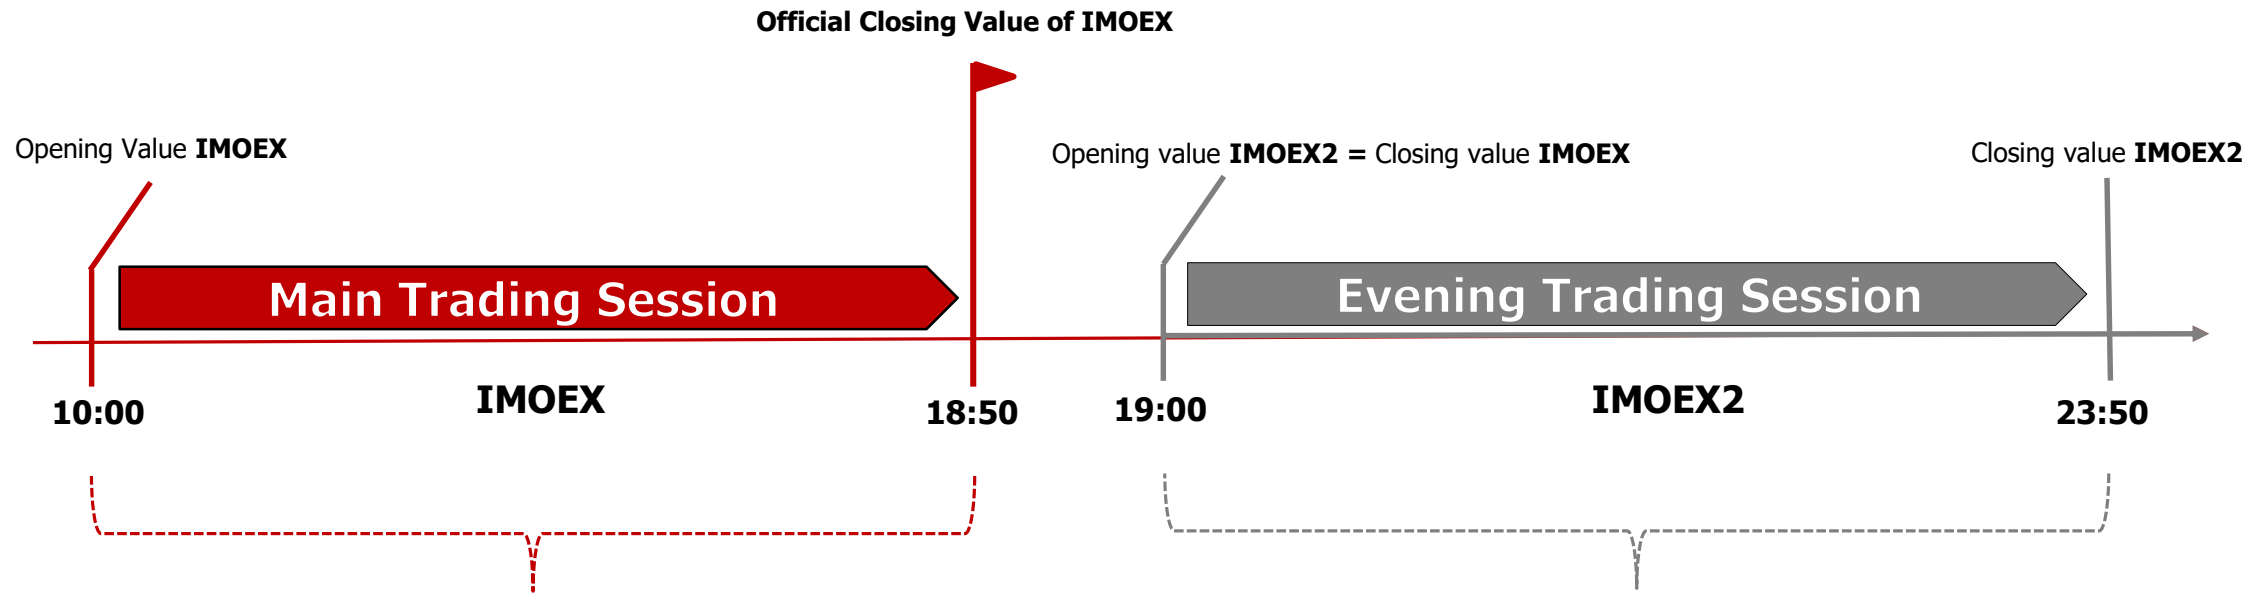 Official Closing Value of IMOEX
Opening Value IMOEX
Opening value IMOEX2 = Closing value IMOEX
Closing value IMOEX2
Main Trading Session
Evening Trading Session
10:00
IMOEX
18:50
19:00
IMOEX2
23:50